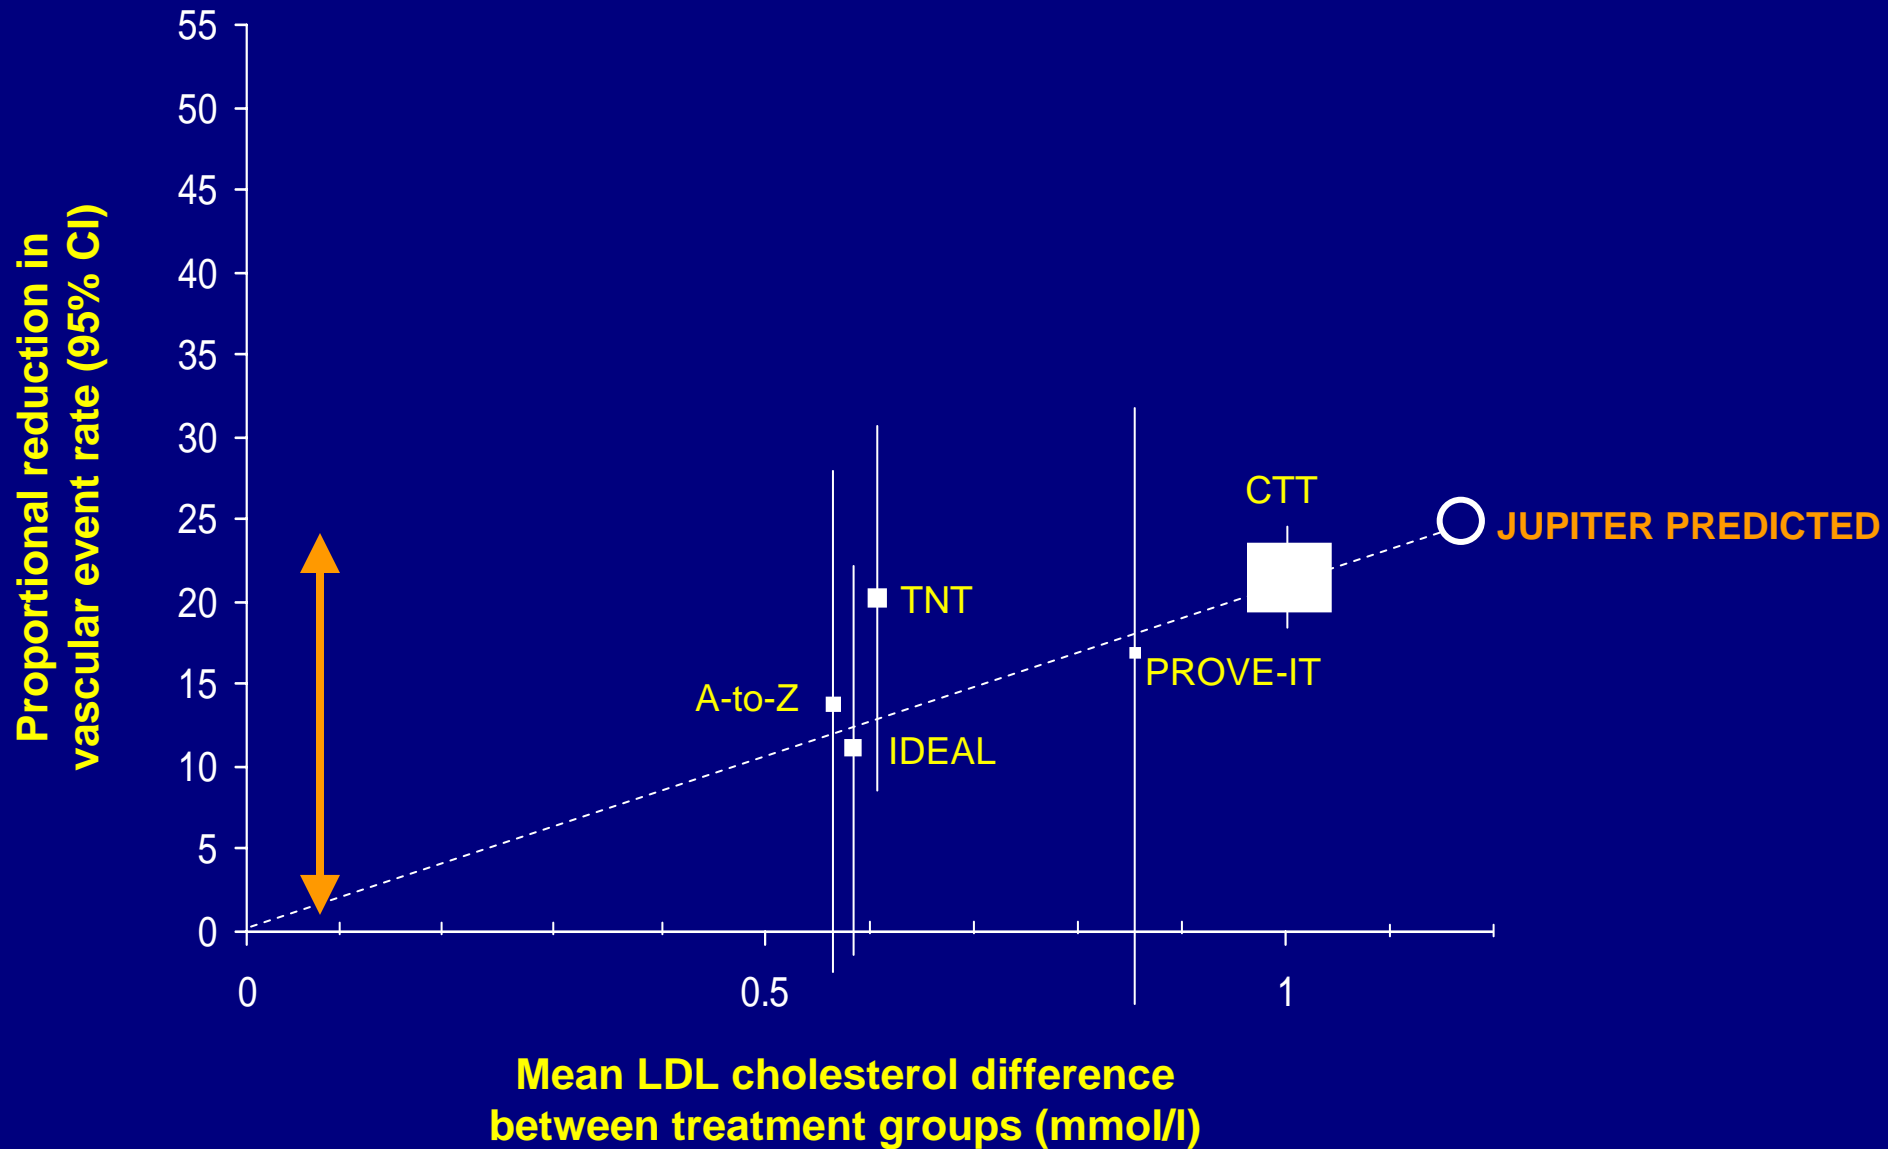 55
50
45
40
35
30
25
20
15
10
5
0
Proportional reduction in
vascular event rate (95% CI)
CTT
JUPITER PREDICTED
TNT
PROVE-IT
A-to-Z
IDEAL
0
0.5
1
Mean LDL cholesterol difference
between treatment groups (mmol/l)